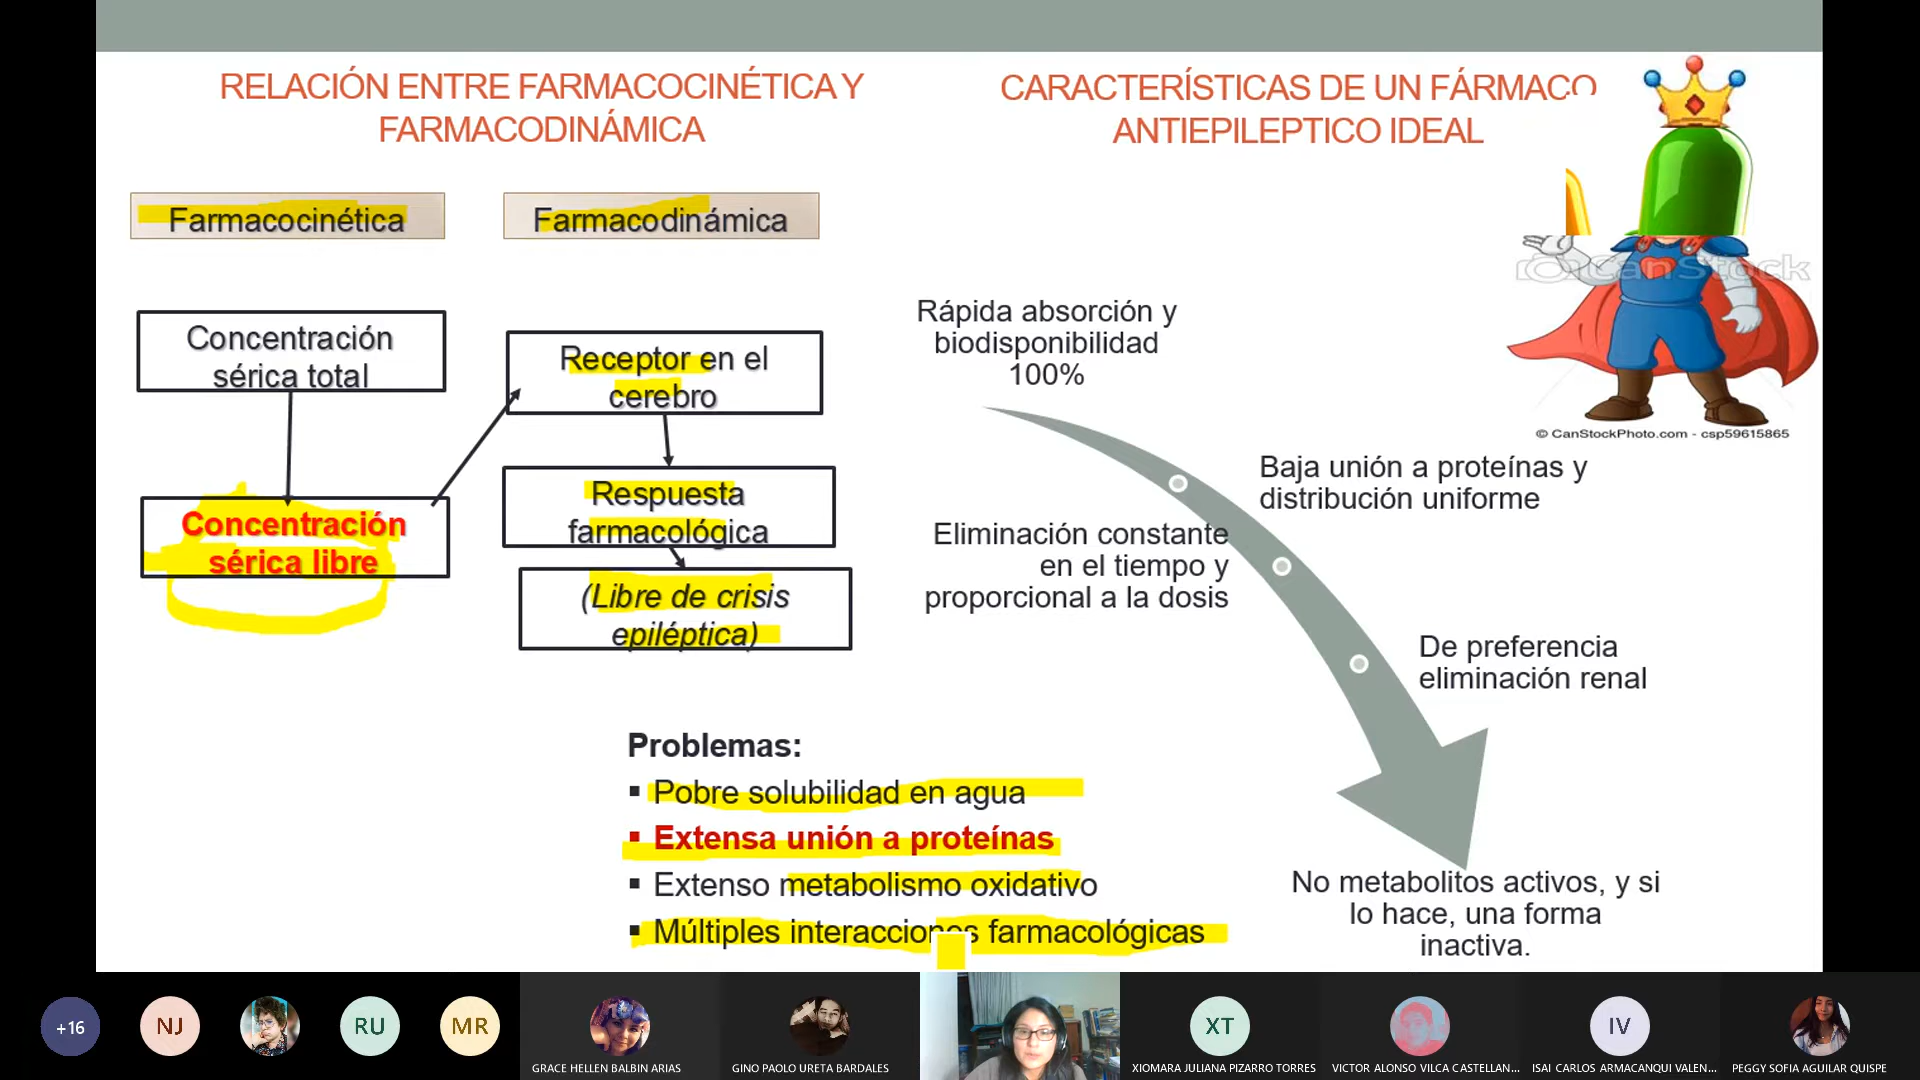 RELACIÓN ENTRE FARMACOCINÉTICA Y
FARMACODINÁMICA
Farmacocinética
Farmacodinámica
Concentración
sérica total
Concentración
sérica libre
Receptor en el
cerebro
Respuesta
farmacológica
(Libre de crisis
epiléptica)
Problemas:
▪ Pobre solubilidad en agua
▪ Extensa unión a proteínas
▪ Extenso metabolismo oxidativo
▪ Múltiples interacciones farmacológicas
CARACTERÍSTICAS DE UN FÁRMACO
ANTIEPILEPTICO IDEAL
CanStock
© CanStockPhoto.com - csp59615865
Rápida absorción y
biodisponibilidad
100%
Baja unión a proteínas y
distribución uniforme
Eliminación constante
en el tiempo y
proporcional a la dosis
De preferencia
eliminación renal
No metabolitos activos, y si
lo hace, una forma
inactiva.
+16
NJ
RU
MR
GRACE HELLEN BALBIN ARIAS
GINO PAOLO URETA BARDALES
XT
XIOMARA JULIANA PIZARRO TORRES
VICTOR ALONSO VILCA CASTELLAN...
IV
ISAI CARLOS ARMACANQUI VALEN...
PEGGY SOFIA AGUILAR QUISPE